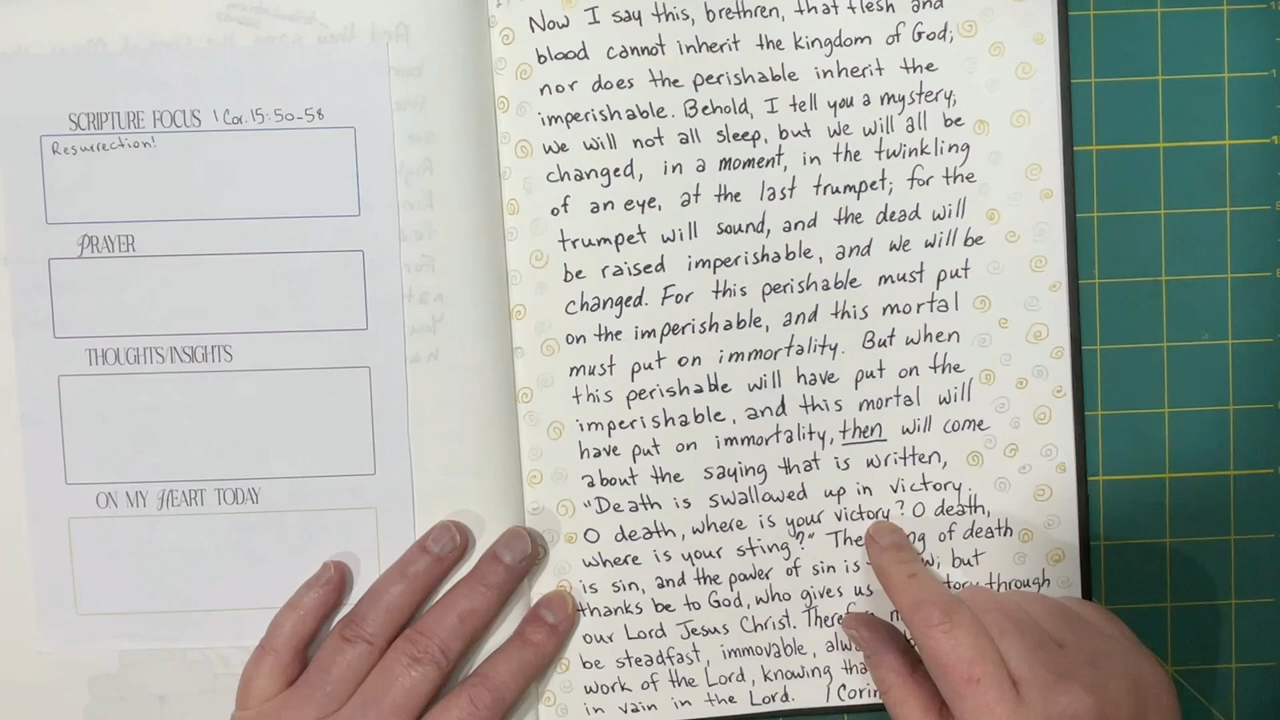 SCRIPTURE FOCUS 1 Cor. 15:50-58
Resurrection!
PRAYER
THOUGHTS/INSIGHTS
ON MY HEART TODAY
Now I say this, brethren, that flesh and
blood cannot inherit the kingdom of God;
nor does the perishable inherit the
imperishable. Behold, I tell you a mystery;
we will not all sleep, but we will all be
changed, in a moment, in the twinkling
of an eye, at the last trumpet; for the
trumpet will sound, and the dead will
be raised imperishable, and we will be
changed. For this perishable must put
on the imperishable, and this mortal
must put on immortality. But when
this perishable will have put on the
imperishable, and this mortal will
have put on immortality, then will come
about the saying that is written,
"Death is swallowed up in victory.
O death, where is your victory? O death,
where is your sting?" The of death
is sin, and the power of sin is but
thanks be to God, who gives us through
our Lord Jesus Christ.
be steadfast, immovable,
work of the Lord, knowing
in vain in the Lord. 1